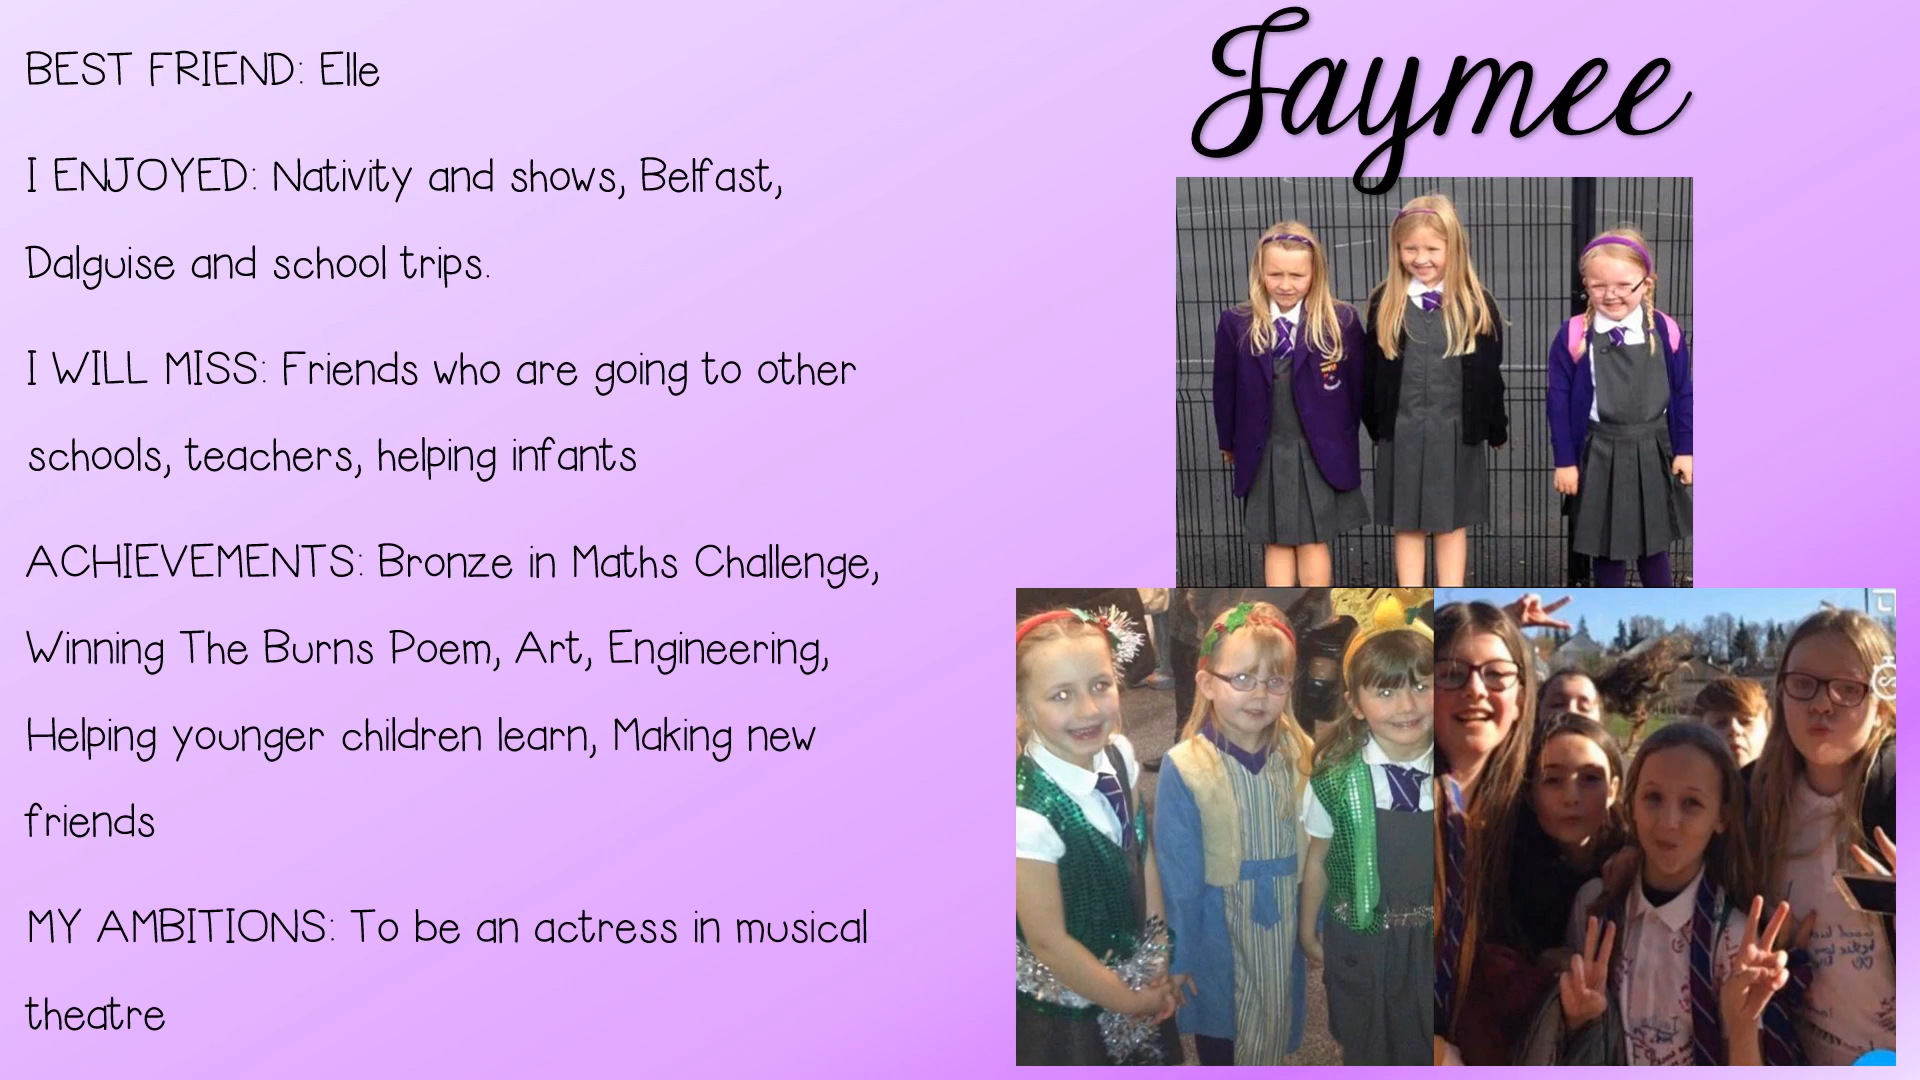 Jaymee
BEST FRIEND: Elle
I ENJOYED: Nativity and shows, Belfast,
Dalguise and school trips.
I WILL MISS: Friends who are going to other
schools, teachers, helping infants
ACHIEVEMENTS: Bronze in Maths Challenge,
Winning The Burns Poem, Art, Engineering,
Helping younger children learn, Making new
friends
MY AMBITIONS: To be an actress in musical
theatre